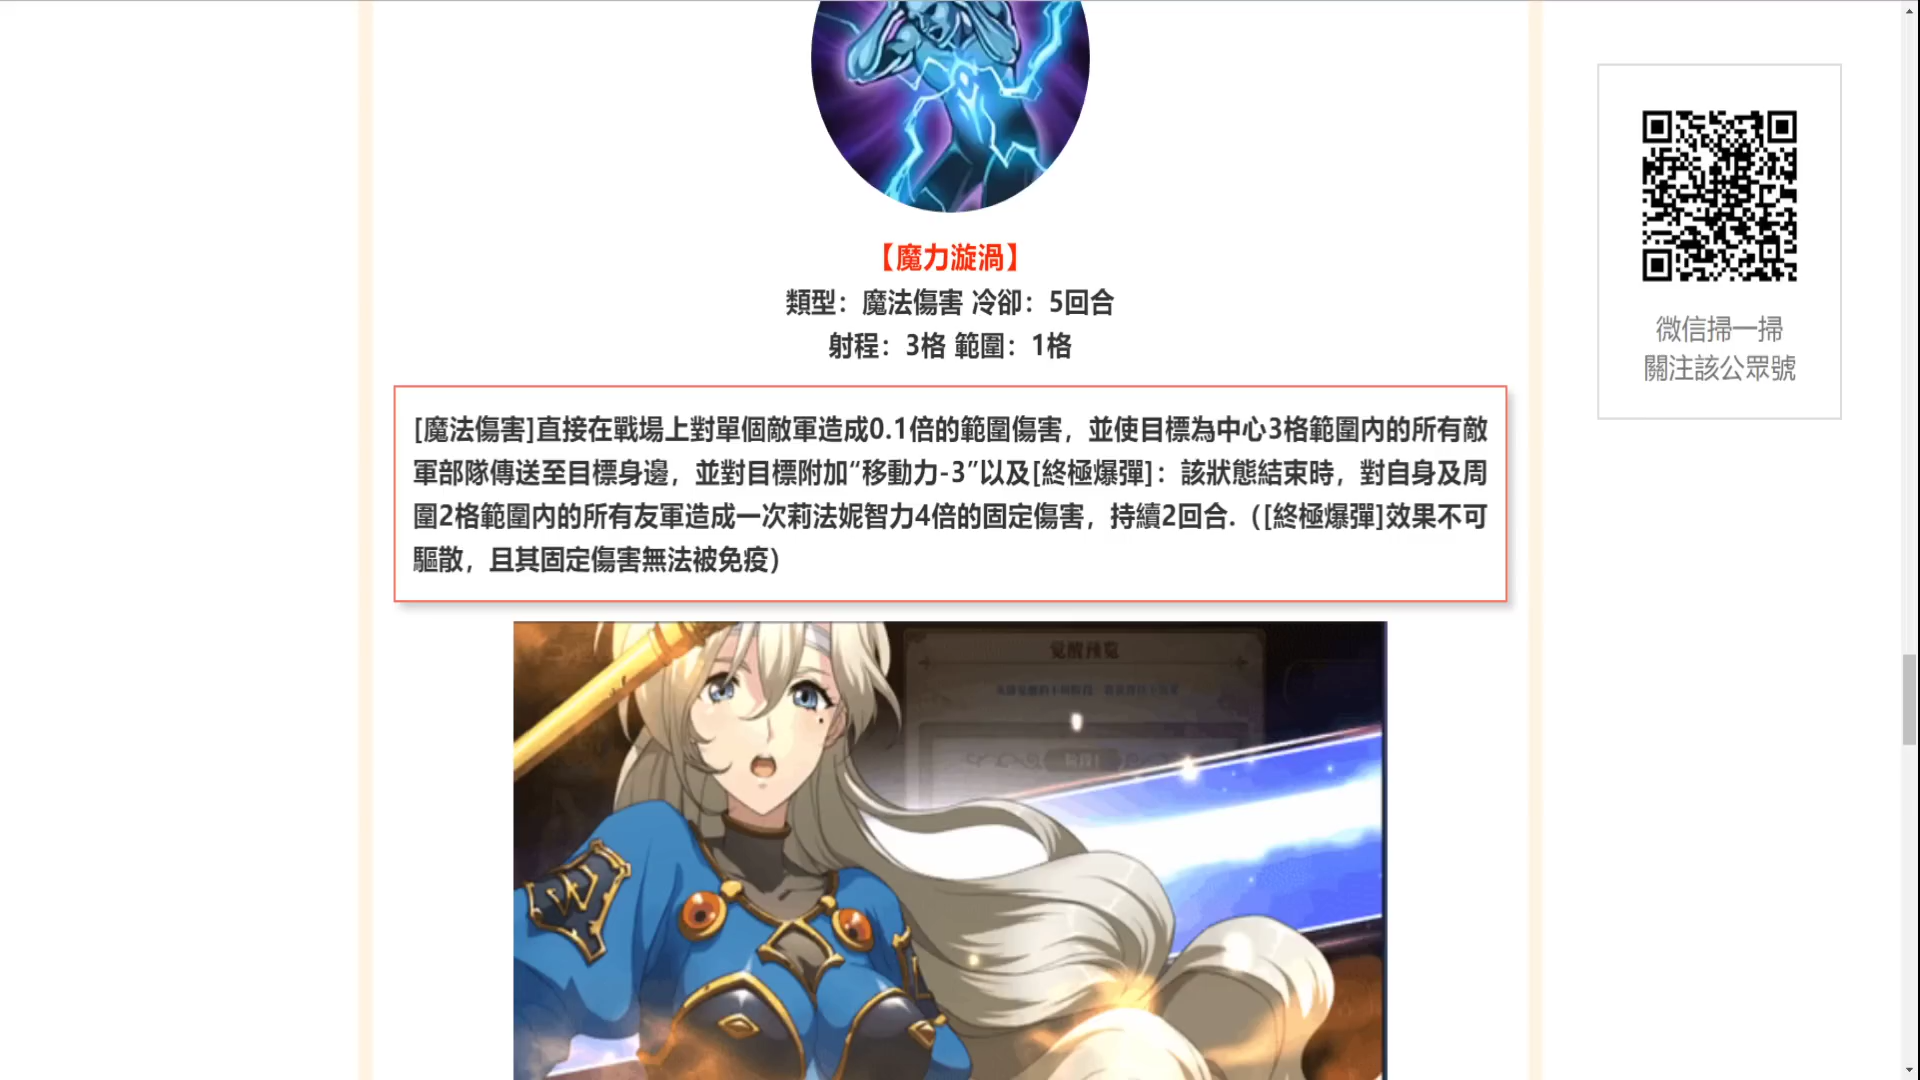 【魔力漩渦】
類型：魔法傷害 冷卻：5回合
射程：3格 範圍：1格
[魔法傷害]直接在戰場上對單個敵軍造成0.1倍的範圍傷害，並使目標為中心3格範圍內的所有敵
軍部隊傳送至目標身邊，並對目標附加“移動力-3”以及[終極爆彈]：該狀態結束時，對自身及周
圍2格範圍內的所有友軍造成一次莉法妮智力4倍的固定傷害，持續2回合.（[終極爆彈]效果不可
驅散，且其固定傷害無法被免疫）
微信掃一掃
關注該公眾號
觉醒预览